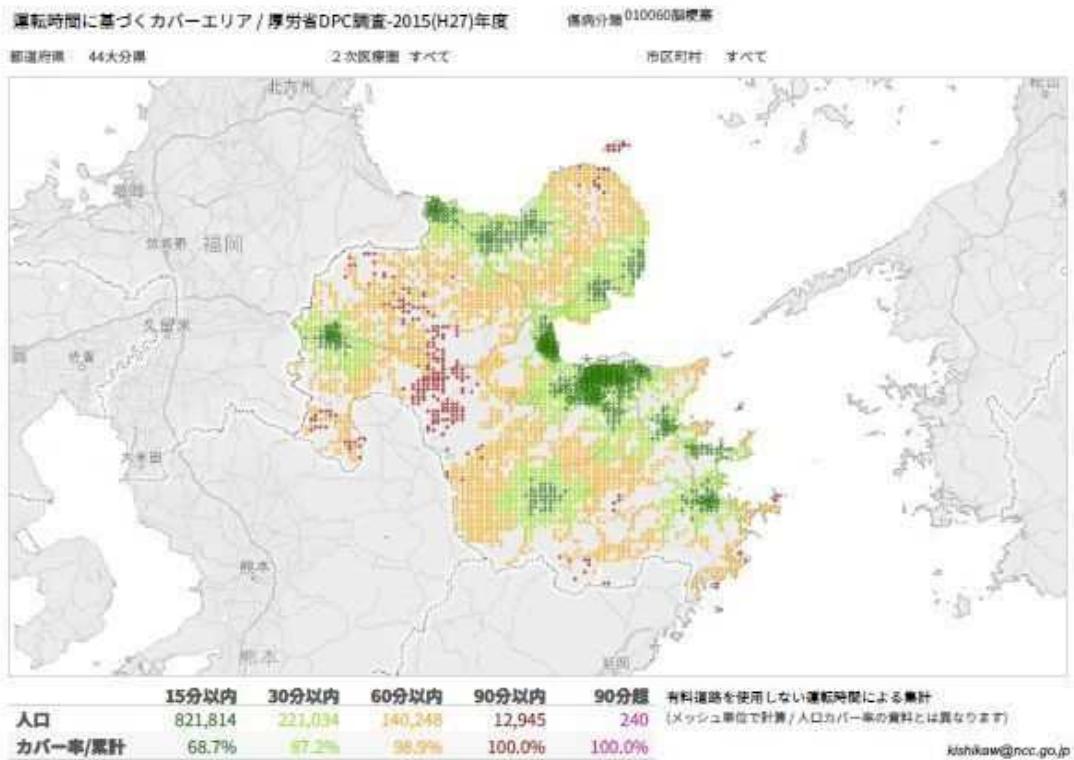 運転時間に基づくカバーエリア / 厚労省DPC調査-2015(H27)年度
傷病分類 010060脳梗塞
都道府県 44大分県 2次医療圏 すべて 市区町村 すべて
北九州
松山
福岡
福岡
久留米
佐賀
大牟田
熊本
熊本
延岡
15分以内 30分以内 60分以内 90分以内 90分超
人口 821,814 221,034 140,248 12,945 240
カバー率/累計 68.7% 87.2% 98.9% 100.0% 100.0%
有料道路を使用しない運転時間による集計
(メッシュ単位で計算 / 人口カバー率の資料とは異なります)
kishikaw@ncc.go.jp